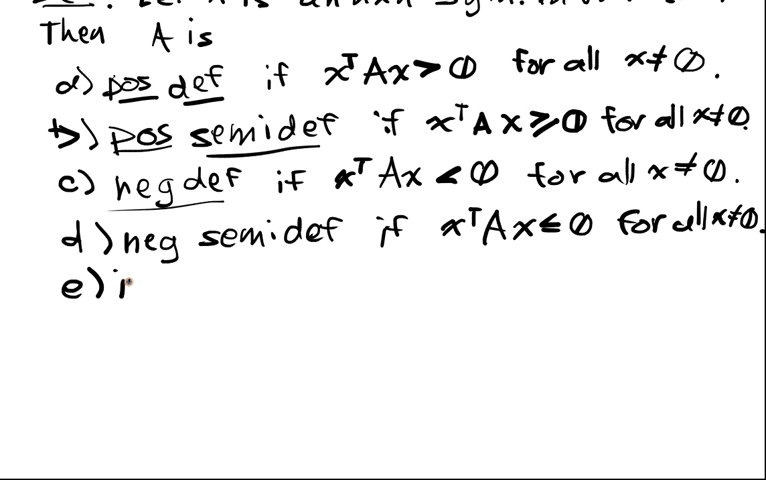 Then A is
a) pos def if xᵀAx > 0 for all x ≠ 0.
b) pos semidef if xᵀAx ≥ 0 for all x ≠ 0
c) neg def if xᵀAx < 0 for all x ≠ 0.
d) neg semidef if xᵀAx ≤ 0 for all x ≠ 0.
e) i